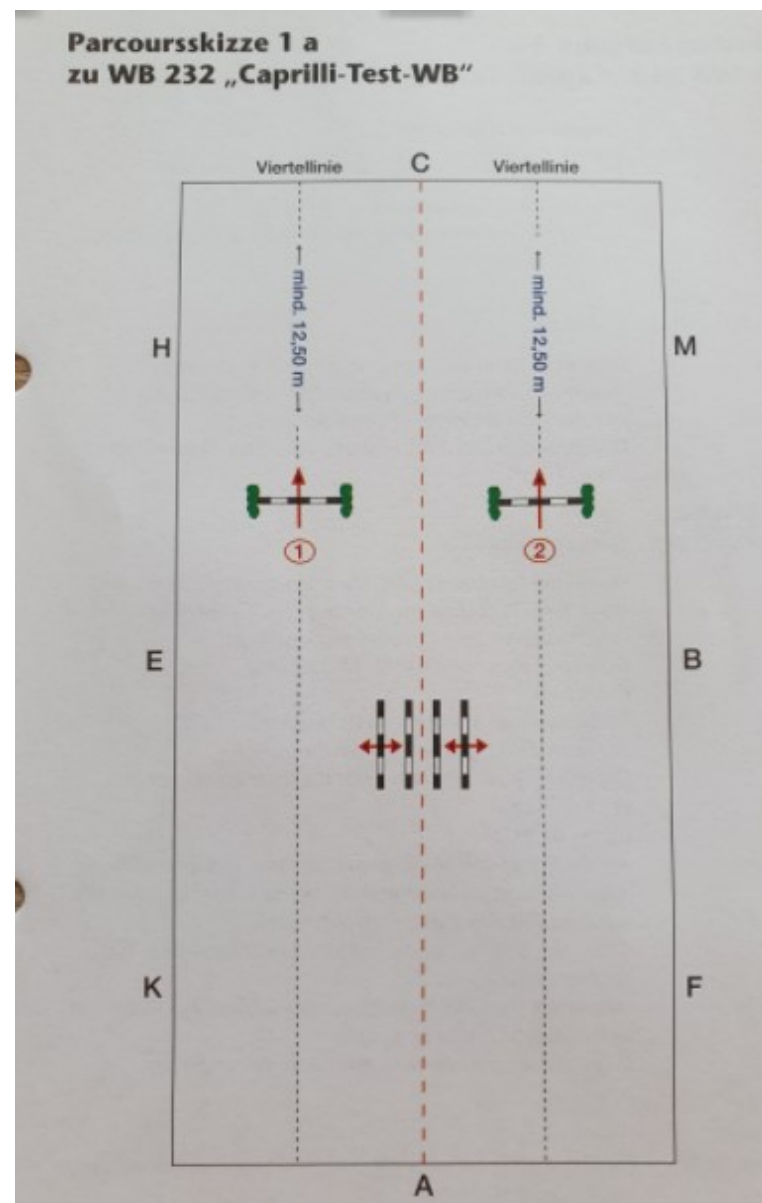 Parcoursskizze 1 a
zu WB 232 „Caprilli-Test-WB“
Viertellinie C Viertellinie
← mind. 12,50 m → ← mind. 12,50 m →
H M
1 2
E B
K F
A